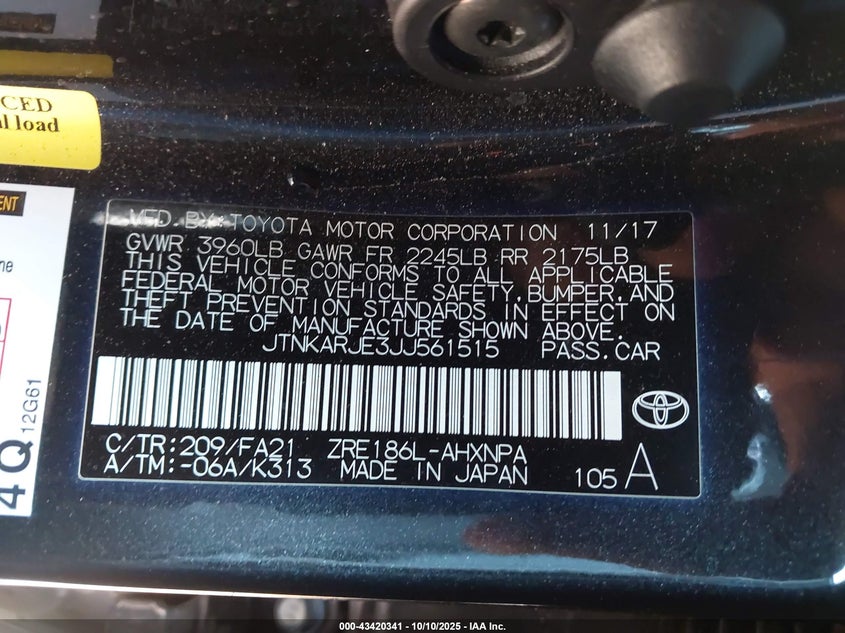 CED
al load
ENT
ne
4Q
12G61
MFD. BY: TOYOTA MOTOR CORPORATION 11/17
GVWR 3960LB GAWR FR 2245LB RR 2175LB
THIS VEHICLE CONFORMS TO ALL APPLICABLE
FEDERAL MOTOR VEHICLE SAFETY, BUMPER, AND
THEFT PREVENTION STANDARDS IN EFFECT ON
THE DATE OF MANUFACTURE SHOWN ABOVE.
JTNKARJE3JJ561515 PASS.CAR
C/TR:209/FA21 ZRE186L-AHXNPA
A/TM:-06A/K313 MADE IN JAPAN 105 A
000-43420341 - 10/10/2025 - IAA Inc.